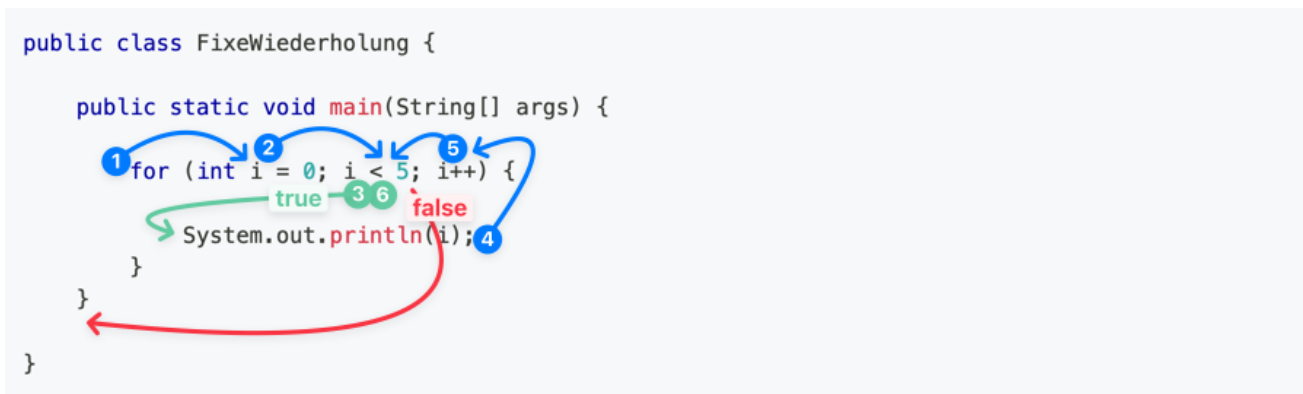 public class FixeWiederholung {
public static void main(String[] args) {
1 2 5
for (int i = 0; i < 5; i++) {
true 3 6 false
System.out.println(i); 4
}
}
}